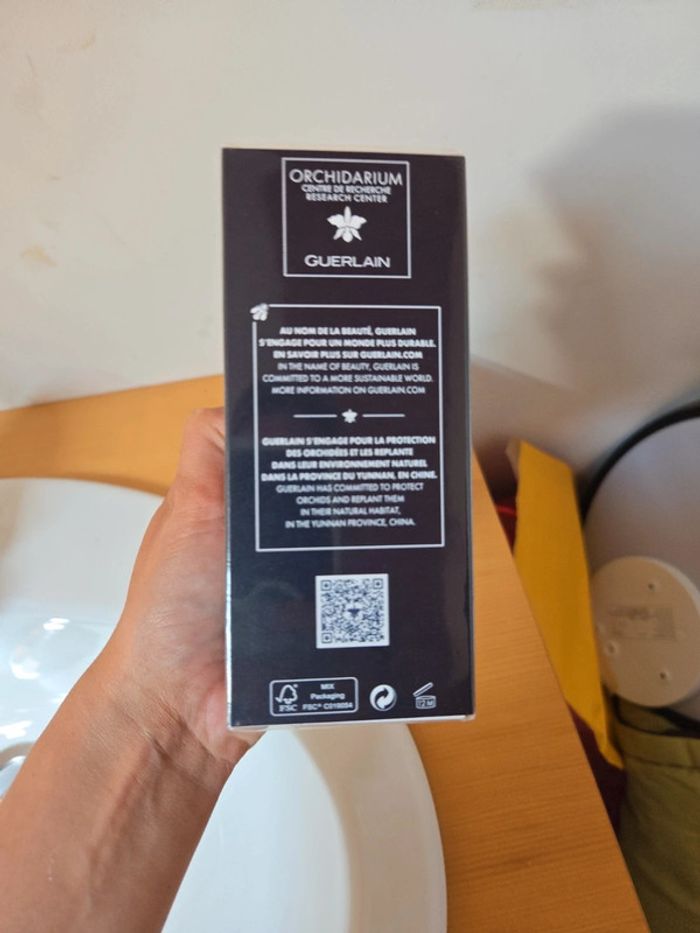 ORCHIDARIUM
CENTRE DE RECHERCHE
RESEARCH CENTER
GUERLAIN
AU NOM DE LA BEAUTÉ, GUERLAIN
S'ENGAGE POUR UN MONDE PLUS DURABLE.
EN SAVOIR PLUS SUR GUERLAIN.COM
IN THE NAME OF BEAUTY, GUERLAIN IS
COMMITTED TO A MORE SUSTAINABLE WORLD.
MORE INFORMATION ON GUERLAIN.COM
GUERLAIN S'ENGAGE POUR LA PROTECTION
DES ORCHIDÉES ET LES REPLANTE
DANS LEUR ENVIRONNEMENT NATUREL
DANS LA PROVINCE DU YUNNAN, EN CHINE.
GUERLAIN HAS COMMITTED TO PROTECT
ORCHIDS AND REPLANT THEM
IN THEIR NATURAL HABITAT,
IN THE YUNNAN PROVINCE, CHINA.
FSC
MIX
Packaging
FSC® C019054
12M